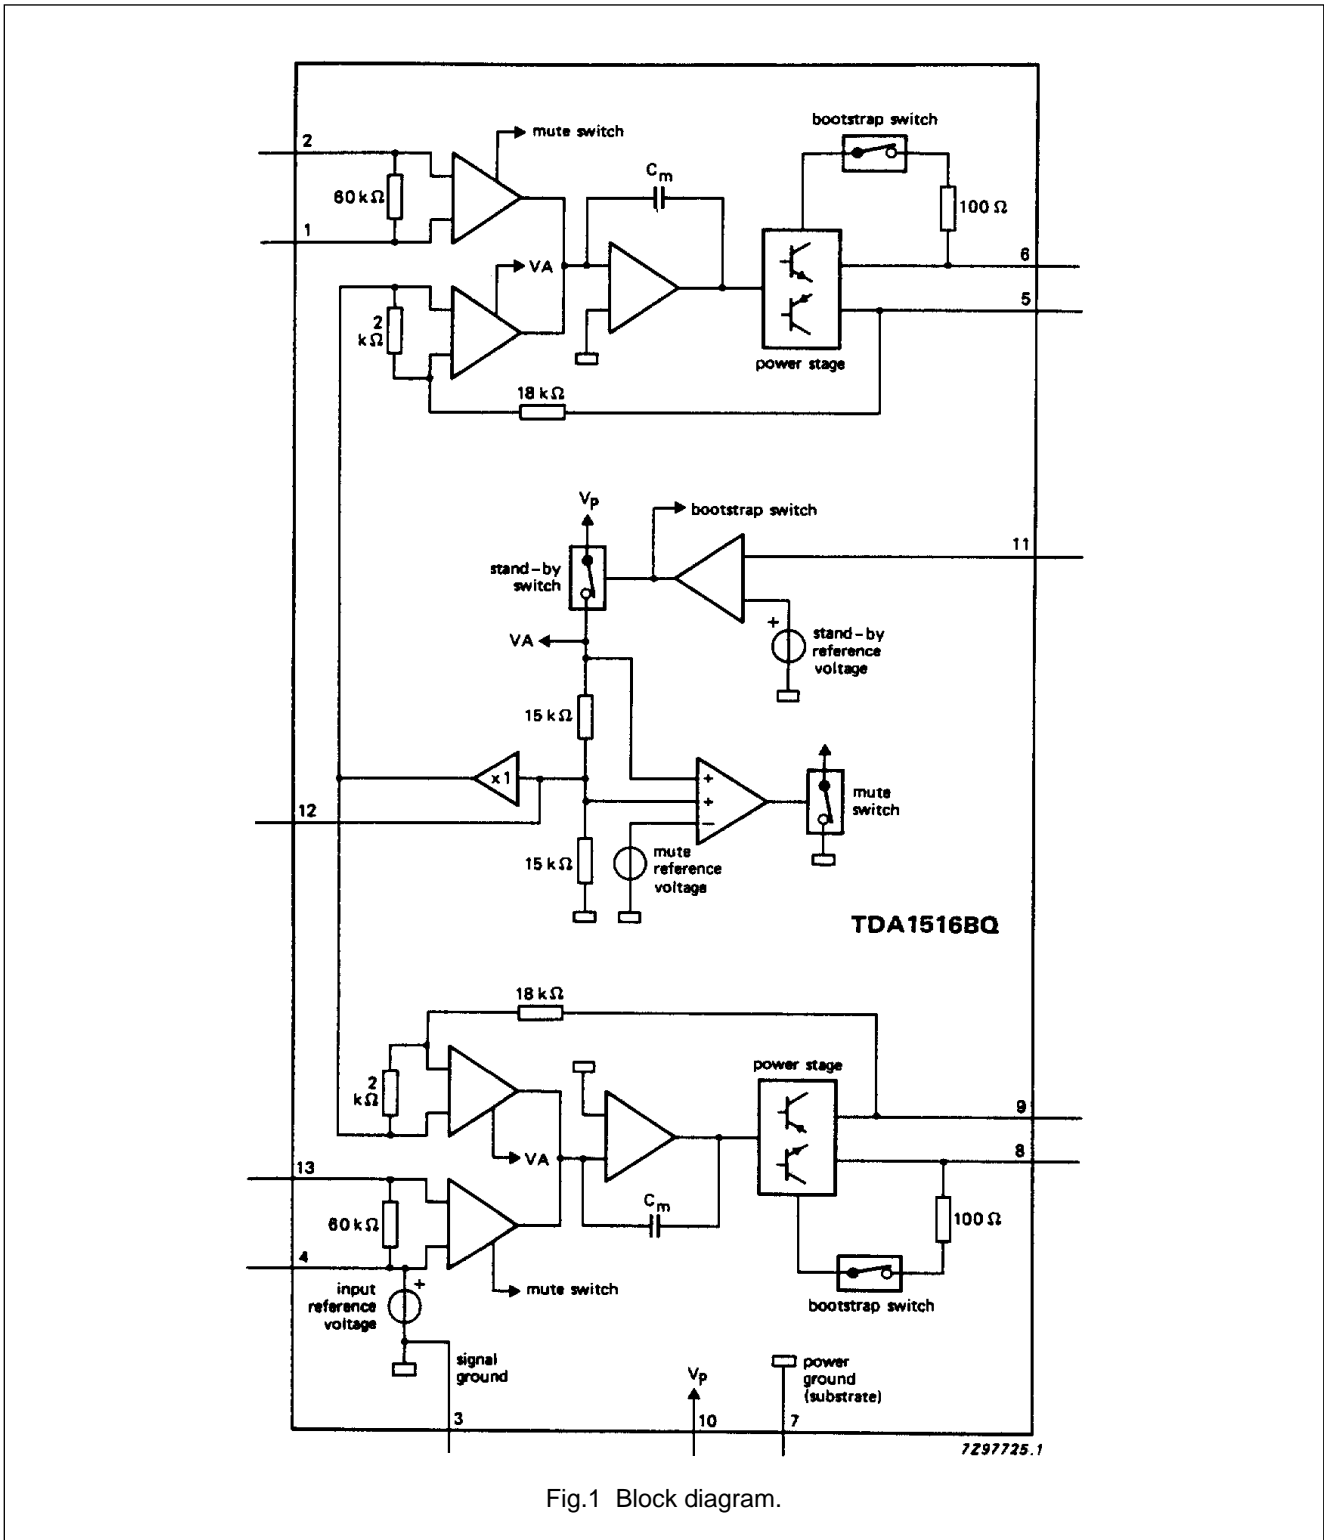 mute switch
bootstrap switch
2
60 kΩ
1
Cm
100 Ω
6
VA
5
2
kΩ
power stage
18 kΩ
Vp
bootstrap switch
11
stand-by
switch
VA
+
stand-by
reference
voltage
15 kΩ
x1
+
+
−
mute
switch
12
15 kΩ
mute
reference
voltage
TDA1516BQ
18 kΩ
power stage
2
kΩ
9
VA
8
13
60 kΩ
Cm
100 Ω
4
input
reference
voltage
+
mute switch
bootstrap switch
signal
ground
Vp
power
ground
(substrate)
3
10
7
7Z97725.1
Fig.1 Block diagram.